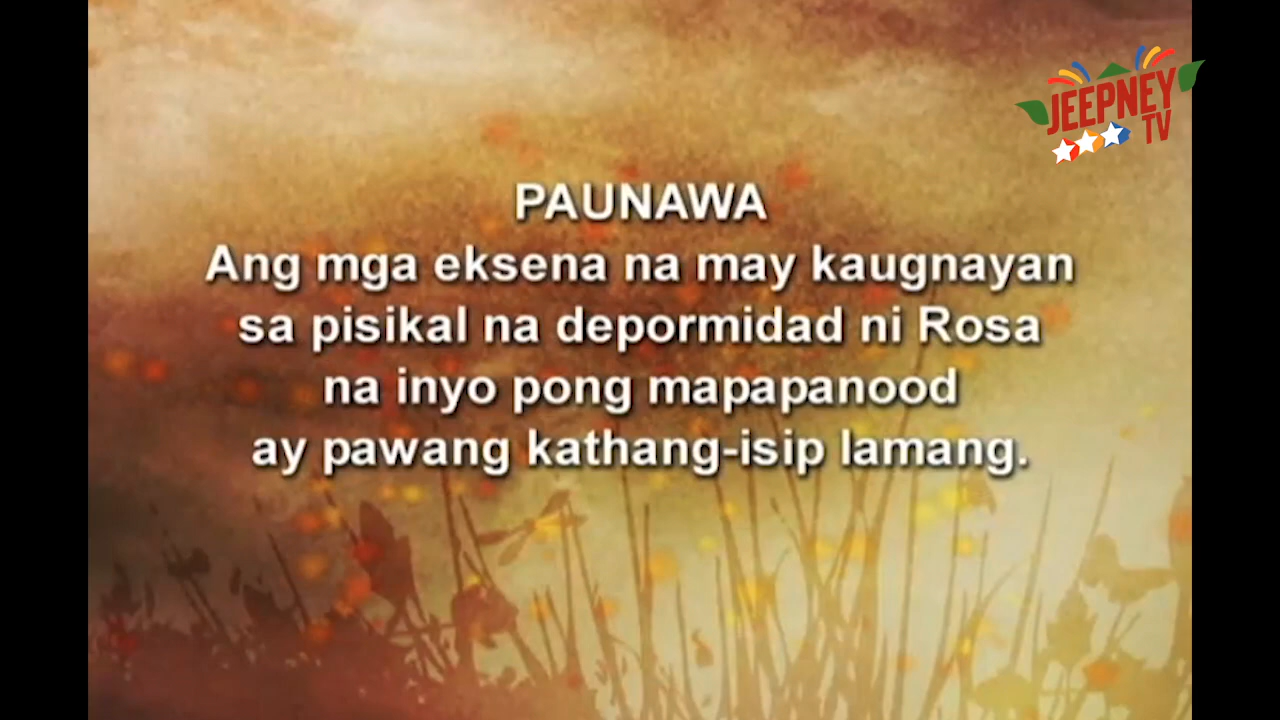 JEEPNEY
TV
PAUNAWA
Ang mga eksena na may kaugnayan
sa pisikal na depormidad ni Rosa
na inyo pong mapapanood
ay pawang kathang-isip lamang.